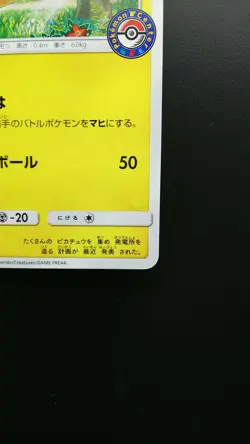 Pokémon Center
高さ：0.4m 重さ：6.0kg
は
手のバトルポケモンをマヒにする。
ボール 50
-20 にげる
たくさんの ピカチュウを 集め 発電所を
造る 計画が 最近 発表 された。
/Creatures/GAME FREAK.